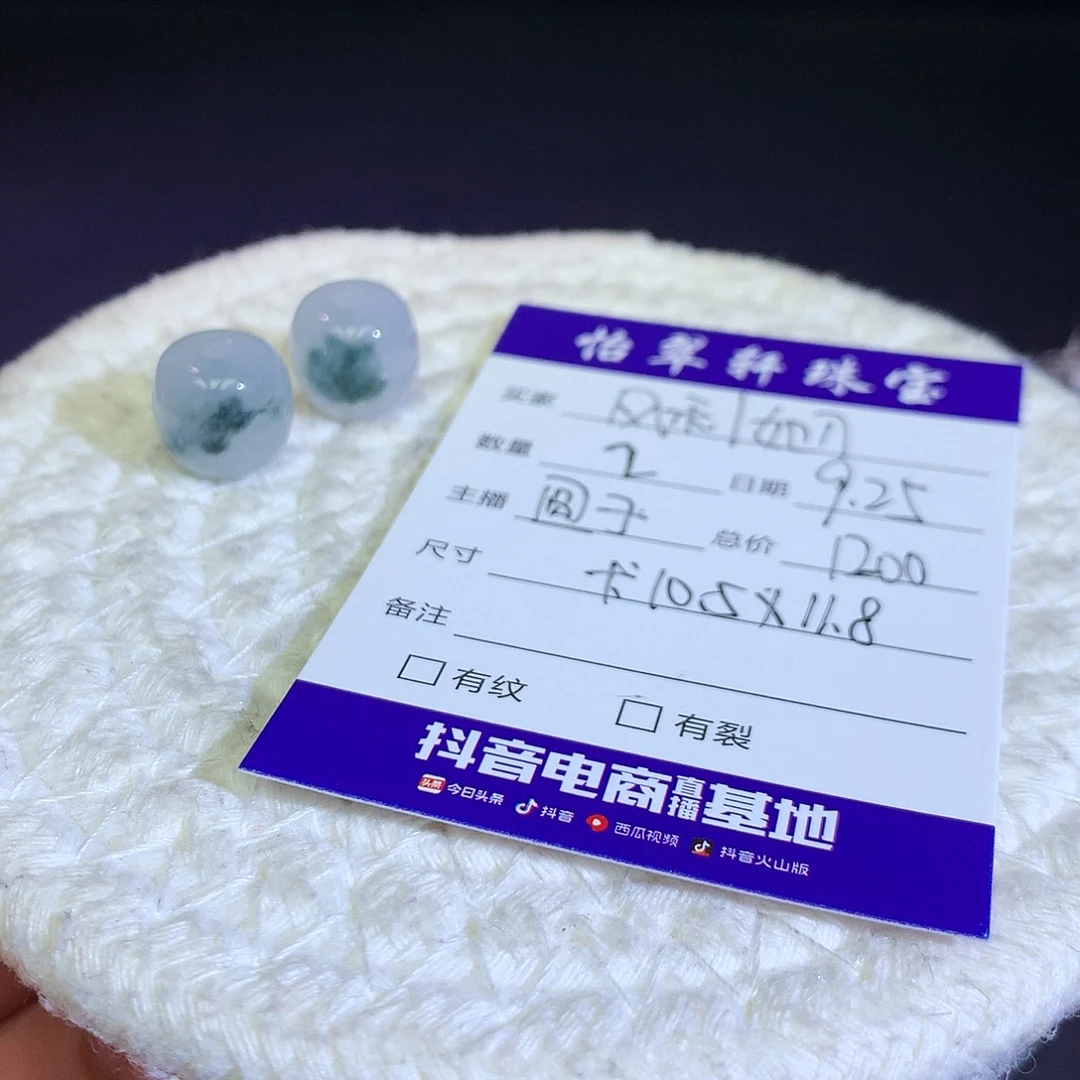 怡翠轩珠宝
买家
数量 2 日期 9.25
主播 圆子 总价 1200
尺寸 10.5X11.8
备注
有纹 有裂
抖音电商直播基地
头条 今日头条 抖音 西瓜视频 抖音火山版